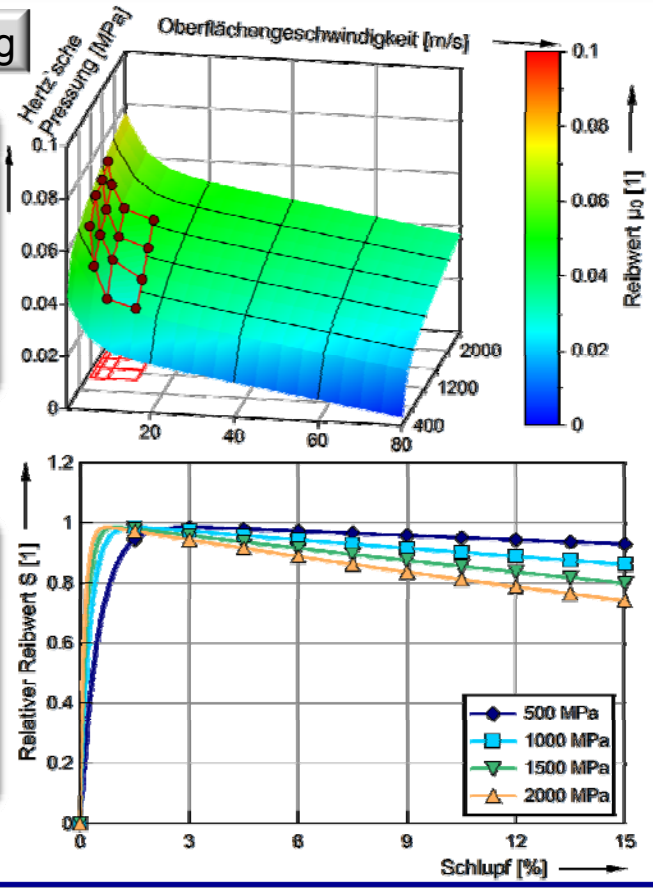 g
Oberflächengeschwindigkeit [m/s]
Hertz`sche
Pressung [MPa]
0.1
0.08
0.06
0.04
0.02
0
20
40
60
80
400
1200
2000
0.1
0.08
0.06
0.04
0.02
0
Reibwert μ₀ [1]
1.2
1
0.8
0.6
0.4
0.2
0
Relativer Reibwert S [1]
500 MPa
1000 MPa
1500 MPa
2000 MPa
0
3
6
9
12
15
Schlupf [%]